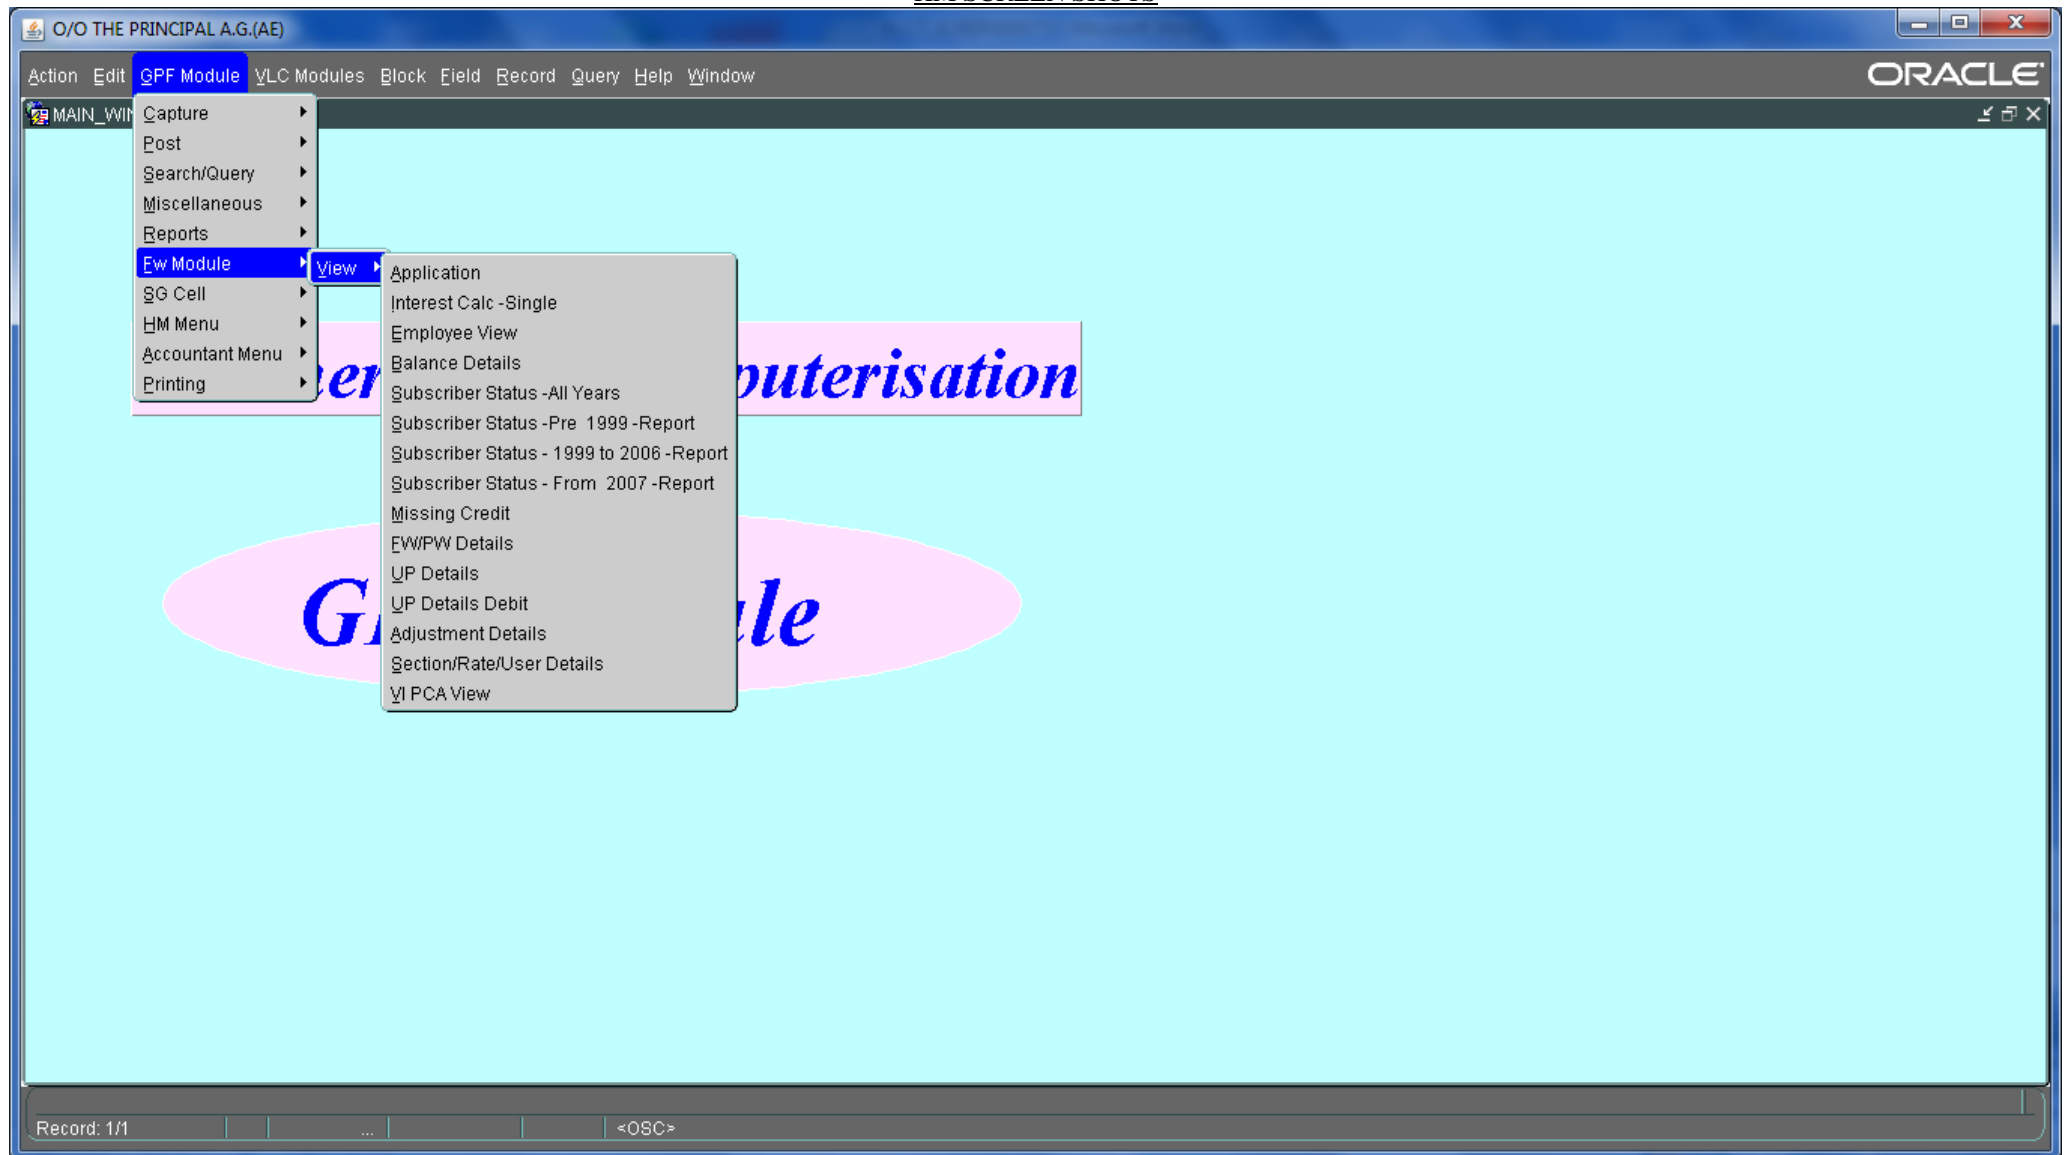 O/O THE PRINCIPAL A.G.(AE)
Action Edit GPF Module VLC Modules Block Field Record Query Help Window
ORACLE
MAIN_WIN
Capture
Post
Search/Query
Miscellaneous
Reports
Fw Module
SG Cell
HM Menu
Accountant Menu
Printing
View
Application
Interest Calc -Single
Employee View
Balance Details
Subscriber Status -All Years
Subscriber Status -Pre 1999 -Report
Subscriber Status - 1999 to 2006 -Report
Subscriber Status - From 2007 -Report
Missing Credit
FW/PW Details
UP Details
UP Details Debit
Adjustment Details
Section/Rate/User Details
VI PCA View
Record: 1/1 ... <OSC>